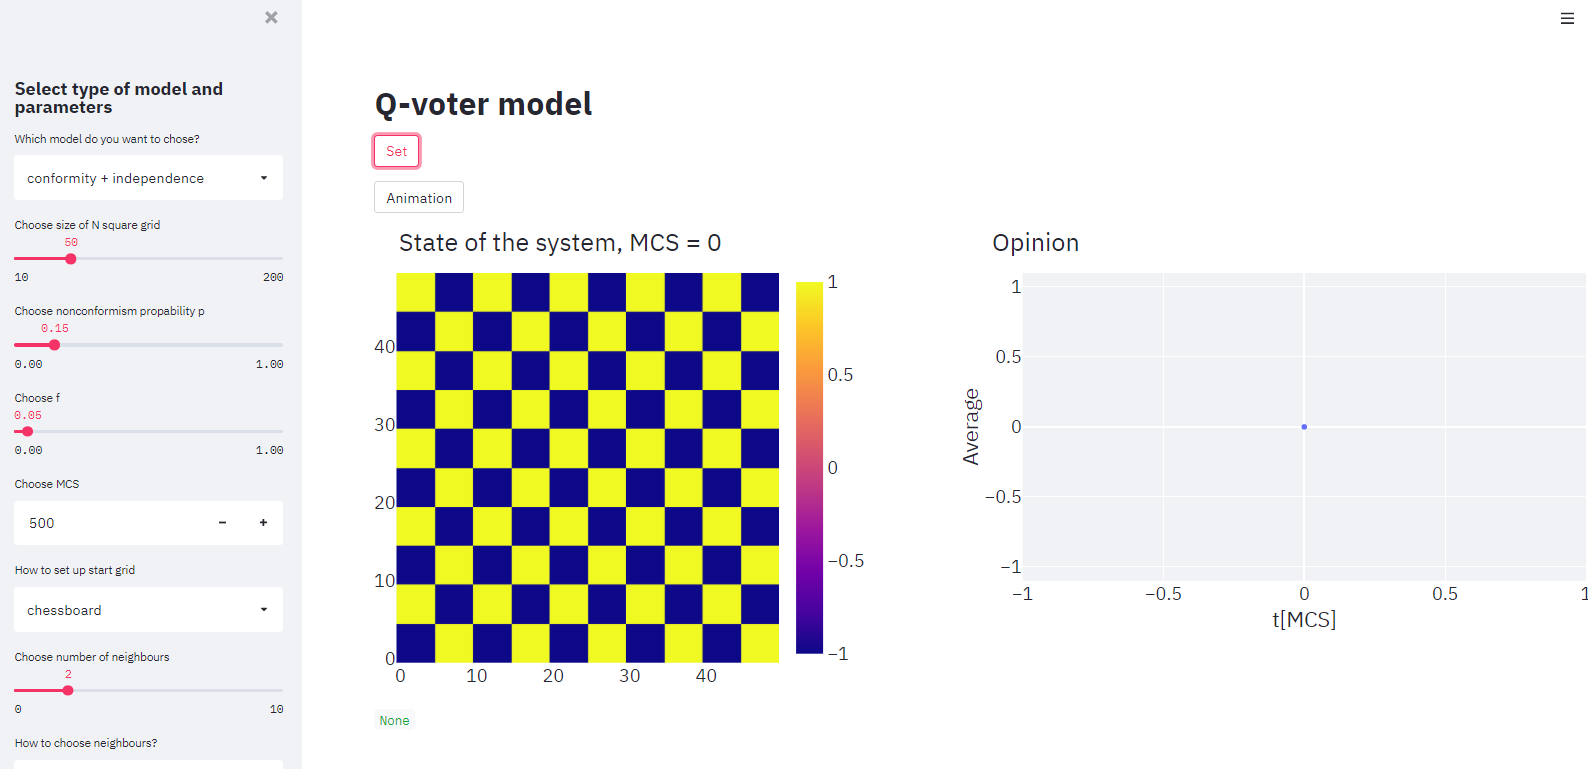 Select type of model and
parameters
Which model do you want to chose?
conformity + independence
Choose size of N square grid
50
10 200
Choose nonconformism propability p
0.15
0.00 1.00
Choose f
0.05
0.00 1.00
Choose MCS
500 − +
How to set up start grid
chessboard
Choose number of neighbours
2
0 10
How to choose neighbours?
Q-voter model
Set
Animation
State of the system, MCS = 0
40
30
20
10
0
0 10 20 30 40
1
0.5
0
−0.5
−1
None
Opinion
Average
1
0.5
0
−0.5
−1
−1 −0.5 0 0.5 1
t[MCS]